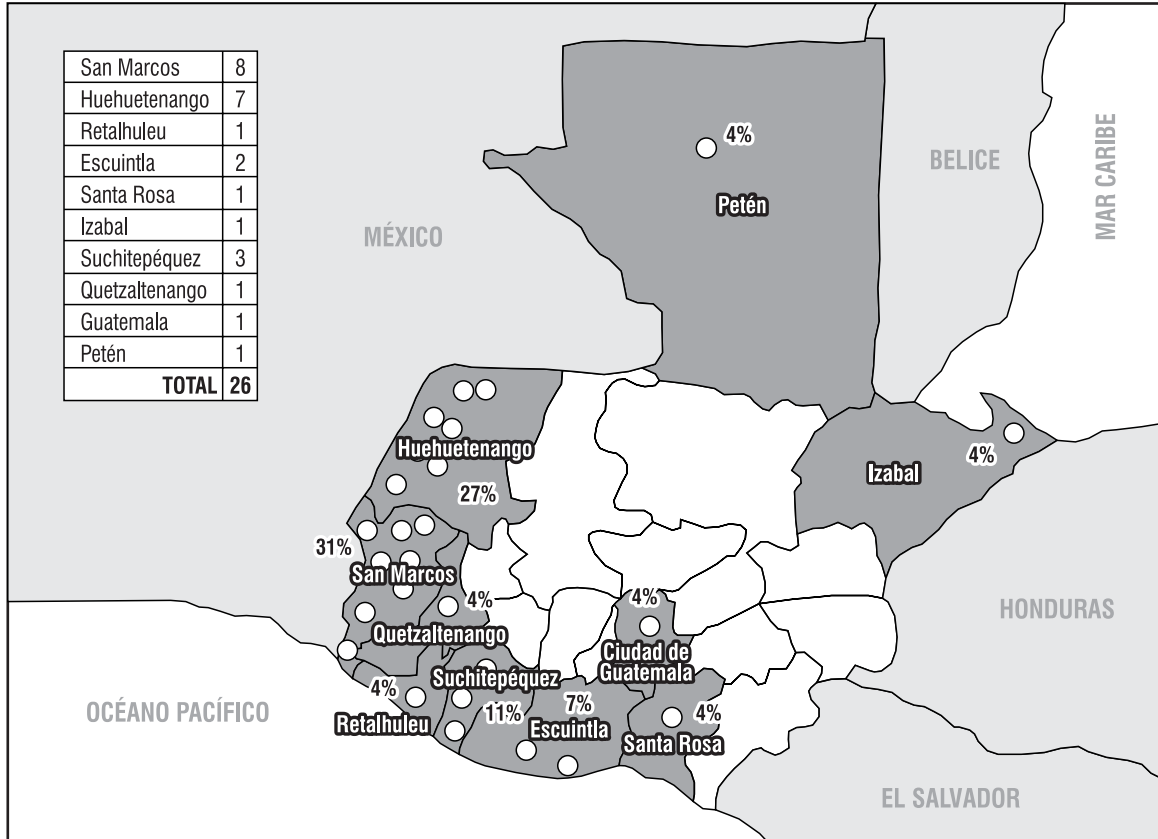 San Marcos 8
Huehuetenango 7
Retalhuleu 1
Escuintla 2
Santa Rosa 1
Izabal 1
Suchitepéquez 3
Quetzaltenango 1
Guatemala 1
Petén 1
TOTAL 26
MÉXICO
BELICE
MAR CARIBE
4%
Petén
Huehuetenango
27%
4%
Izabal
31%
San Marcos
4%
Quetzaltenango
4%
Ciudad de
Guatemala
HONDURAS
Suchitepéquez
4%
Retalhuleu
11%
7%
Escuintla
4%
Santa Rosa
OCÉANO PACÍFICO
EL SALVADOR